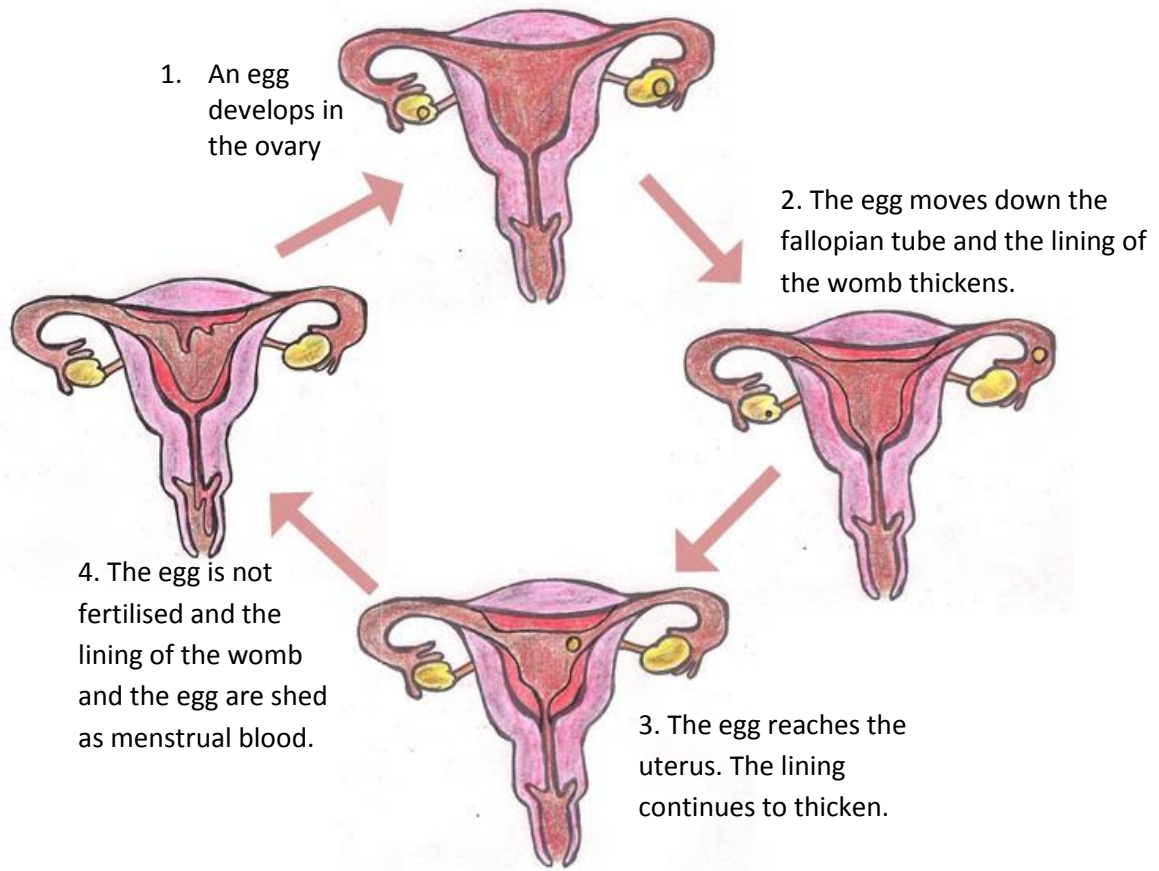 1. An egg
develops in
the ovary
2. The egg moves down the
fallopian tube and the lining of
the womb thickens.
3. The egg reaches the
uterus. The lining
continues to thicken.
4. The egg is not
fertilised and the
lining of the womb
and the egg are shed
as menstrual blood.